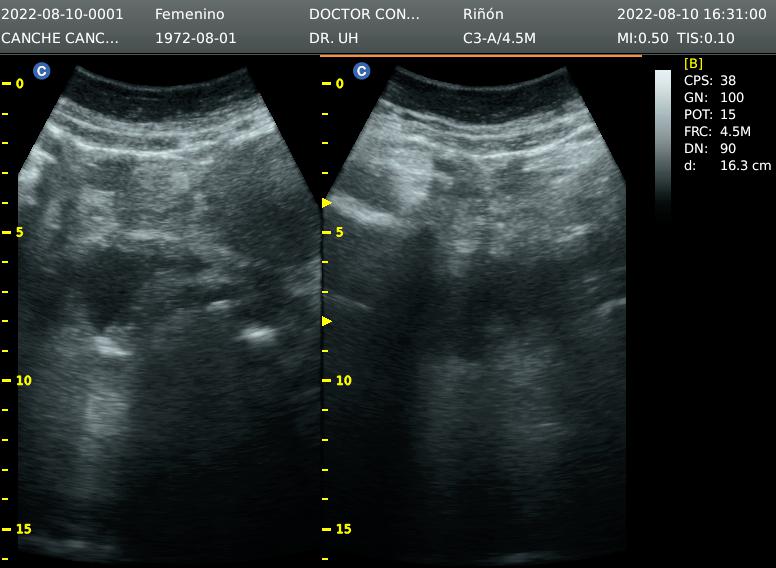 2022-08-10-0001 Femenino DOCTOR CON... Riñón 2022-08-10 16:31:00
CANCHE CANC... 1972-08-01 DR. UH C3-A/4.5M MI:0.50 TIS:0.10
C C
[B]
CPS: 38
GN: 100
POT: 15
FRC: 4.5M
DN: 90
d: 16.3 cm
0 0
5 5
10 10
15 15